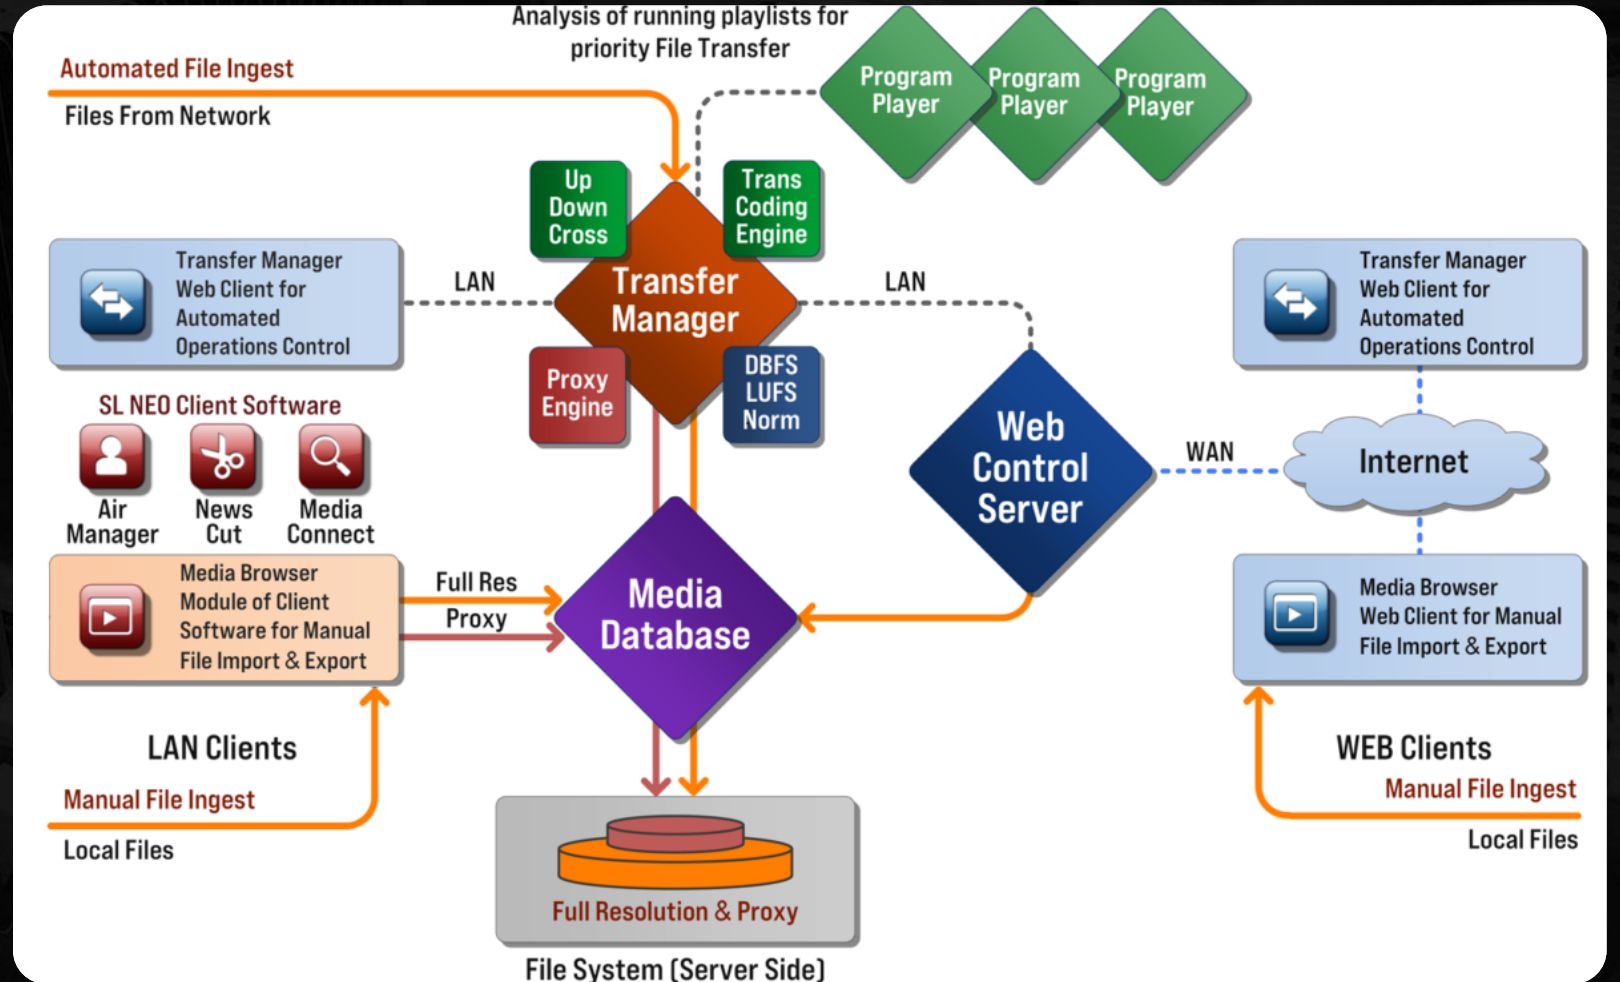 Analysis of running playlists for
priority File Transfer
Automated File Ingest
Files From Network
Program
Player
Program
Player
Program
Player
Up
Down
Cross
Trans
Coding
Engine
Transfer
Manager
Proxy
Engine
DBFS
LUFS
Norm
LAN
LAN
Transfer Manager
Web Client for
Automated
Operations Control
Transfer Manager
Web Client for
Automated
Operations Control
SL NEO Client Software
Air
Manager
News
Cut
Media
Connect
Web
Control
Server
WAN
Internet
Media Browser
Module of Client
Software for Manual
File Import & Export
Full Res
Proxy
Media
Database
Media Browser
Web Client for Manual
File Import & Export
LAN Clients
Manual File Ingest
Local Files
WEB Clients
Manual File Ingest
Local Files
Full Resolution & Proxy
File System (Server Side)